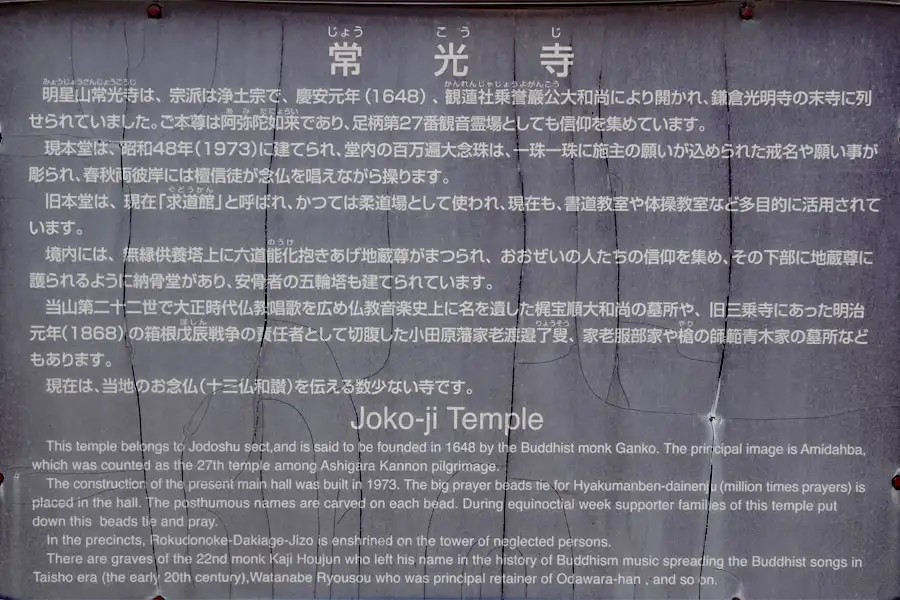 じょう こう じ
常光寺
みょうじょうさんじょうこうじ かんれんしゃじょうよがんこう
明星山常光寺は、宗派は浄土宗で、慶安元年(1648)、観蓮社乗誉巌公大和尚により開かれ、鎌倉光明寺の末寺に列
せられていました。ご本尊は阿弥陀如来であり、足柄第27番観音霊場としても信仰を集めています。
あみだにょらい
現本堂は、昭和48年(1973)に建てられ、堂内の百万遍大念珠は、一珠一珠に施主の願いが込められた戒名や願い事が
彫られ、春秋両彼岸には檀信徒が念仏を唱えながら操ります。
ぐどうかん
旧本堂は、現在「求道館」と呼ばれ、かつては柔道場として使われ、現在も、書道教室や体操教室など多目的に活用されて
います。
のうけ
境内には、無縁供養塔上に六道能化抱きあげ地蔵尊がまつられ、おおぜいの人たちの信仰を集め、その下部に地蔵尊に
護られるように納骨堂があり、安骨者の五輪塔も建てられています。
当山第二十二世で大正時代仏教唱歌を広め仏教音楽史上に名を遺した梶宝順大和尚の墓所や、旧三乗寺にあった明治
ぼしん りょうそう やり
元年(1868)の箱根戊辰戦争の責任者として切腹した小田原藩家老渡邉了叟、家老服部家や槍の師範青木家の墓所など
もあります。
現在は、当地のお念仏(十三仏和讃)を伝える数少ない寺です。
Joko-ji Temple
This temple belongs to Jodoshu sect,and is said to be founded in 1648 by the Buddhist monk Ganko. The principal image is Amidahba,
which was counted as the 27th temple among Ashigara Kannon pilgrimage.
The construction of the present main hall was built in 1973. The big prayer beads tie for Hyakumanben-dainenju (million times prayers) is
placed in the hall. The posthumous names are carved on each bead. During equinoctial week supporter families of this temple put
down this beads tie and pray.
In the precincts, Rokudonoke-Dakiage-Jizo is enshrined on the tower of neglected persons.
There are graves of the 22nd monk Kaji Houjun who left his name in the history of Buddhism music spreading the Buddhist songs in
Taisho era (the early 20th century),Watanabe Ryousou who was principal retainer of Odawara-han , and so on.